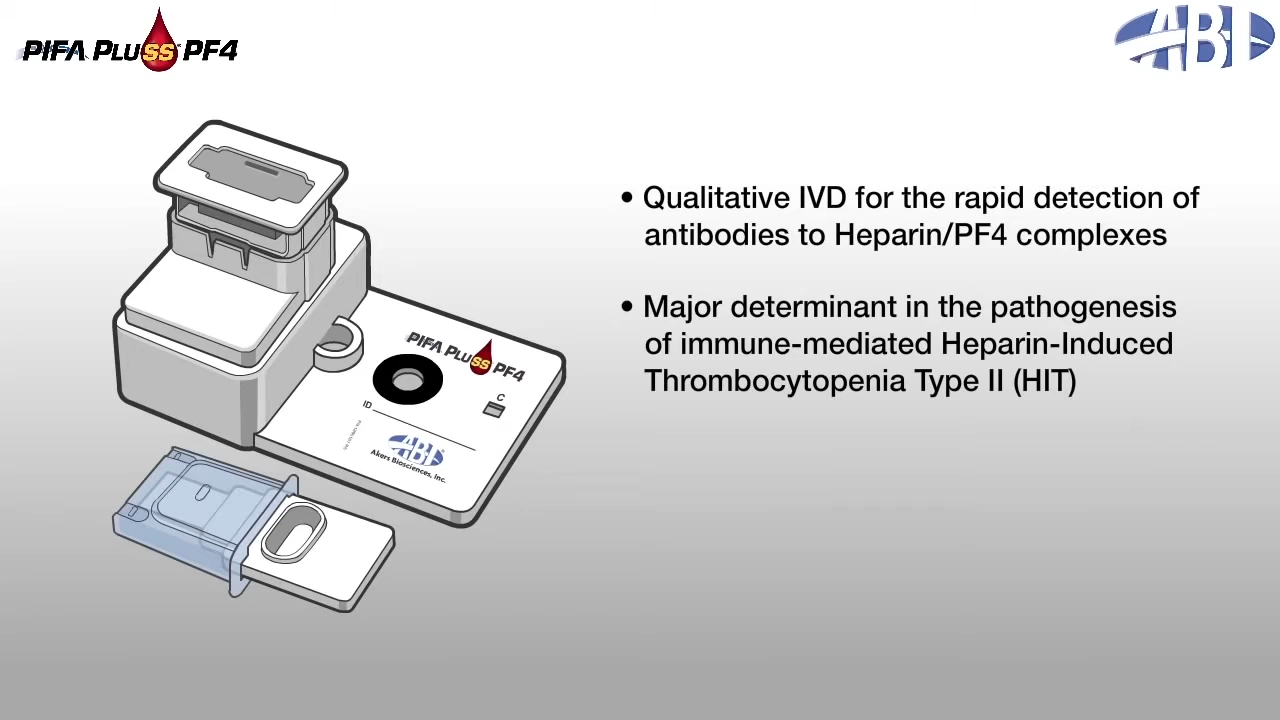 PIFA PLUSS PF4
ABI
• Qualitative IVD for the rapid detection of
antibodies to Heparin/PF4 complexes
• Major determinant in the pathogenesis
of immune-mediated Heparin-Induced
Thrombocytopenia Type II (HIT)
PIFA PLUSS PF4
C
ID
ABI
Akers Biosciences, Inc.